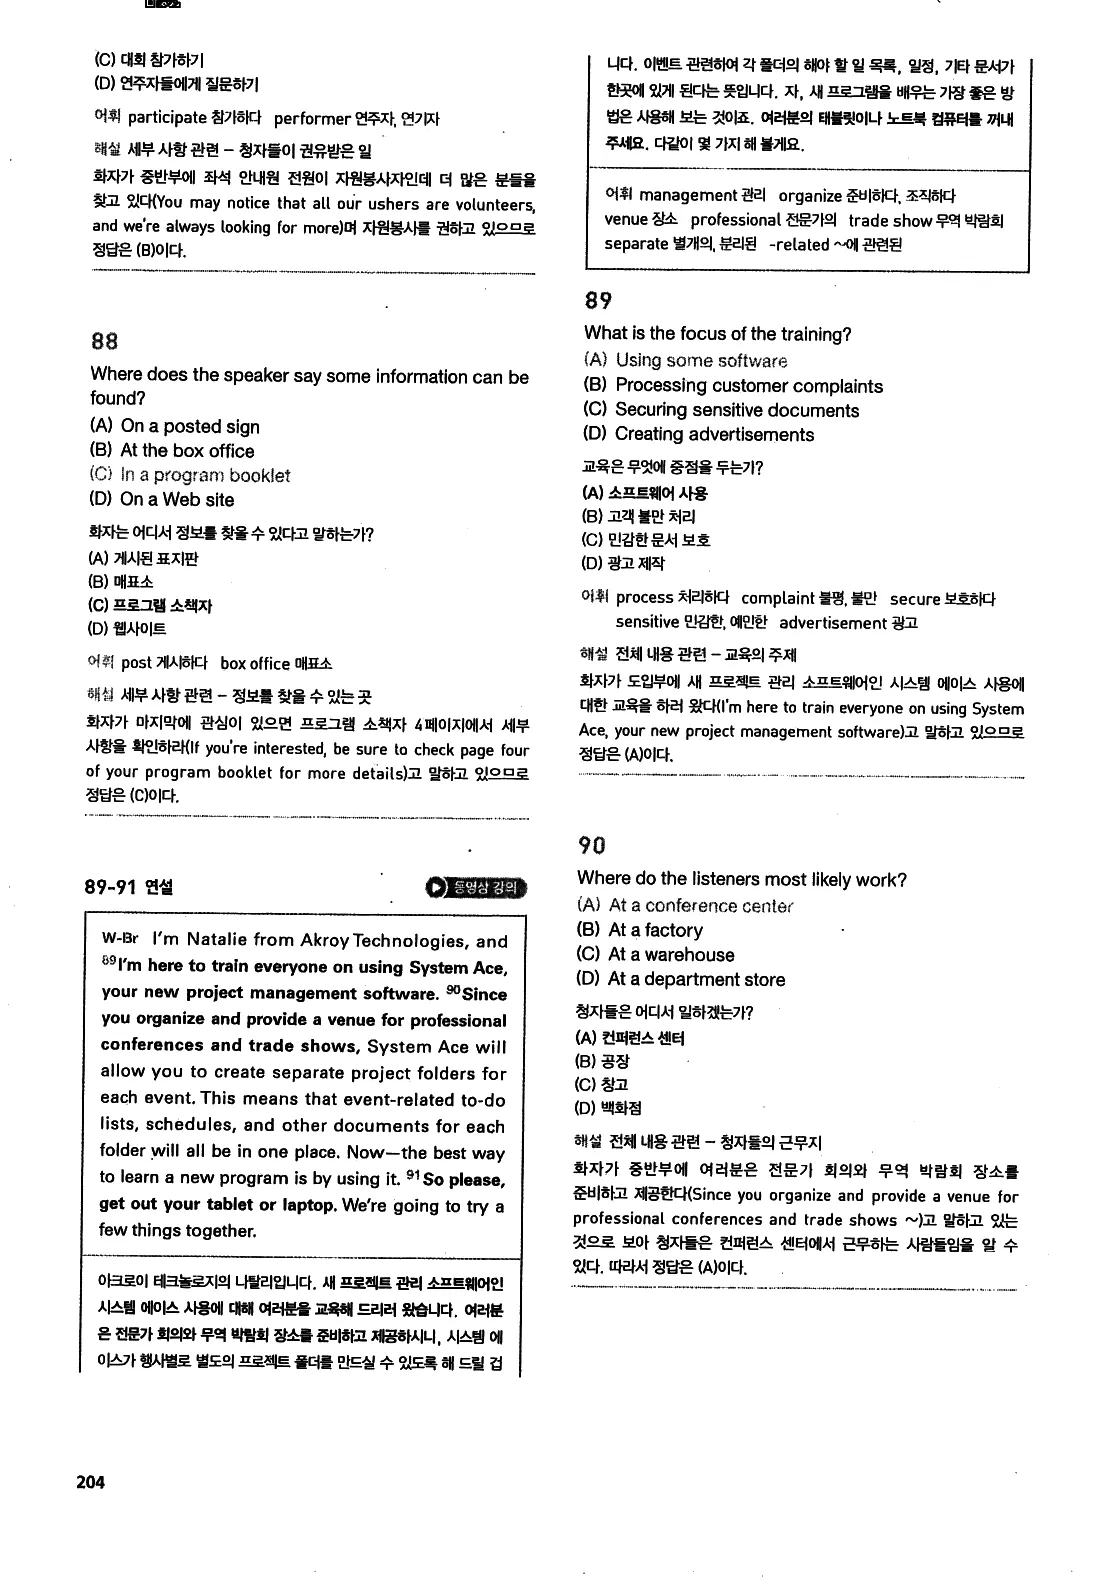 (C) 대회 참가하기
(D) 연주자들에게 질문하기
어휘 participate 참가하다 performer 연주자, 연기자
해설 세부 사항 관련 – 청자들이 권유받은 일
화자가 중반부에 좌석 안내원 전원이 자원봉사자인데 더 많은 분들을
찾고 있다(You may notice that all our ushers are volunteers,
and we're always looking for more)며 자원봉사를 권하고 있으므로
정답은 (B)이다.
88
Where does the speaker say some information can be
found?
(A) On a posted sign
(B) At the box office
(C) In a program booklet
(D) On a Web site
화자는 어디서 정보를 찾을 수 있다고 말하는가?
(A) 게시된 표지판
(B) 매표소
(C) 프로그램 소책자
(D) 웹사이트
어휘 post 게시하다 box office 매표소
해설 세부 사항 관련 – 정보를 찾을 수 있는 곳
화자가 마지막에 관심이 있으면 프로그램 소책자 4페이지에서 세부
사항을 확인하라(If you're interested, be sure to check page four
of your program booklet for more details)고 말하고 있으므로
정답은 (C)이다.
89-91 연설
동영상 강의
W-Br I'm Natalie from Akroy Technologies, and
89I'm here to train everyone on using System Ace,
your new project management software. 90Since
you organize and provide a venue for professional
conferences and trade shows, System Ace will
allow you to create separate project folders for
each event. This means that event-related to-do
lists, schedules, and other documents for each
folder will all be in one place. Now—the best way
to learn a new program is by using it. 91So please,
get out your tablet or laptop. We're going to try a
few things together.
아크로이 테크놀로지의 나탈리입니다. 새 프로젝트 관리 소프트웨어인
시스템 에이스 사용에 대해 여러분을 교육해 드리러 왔습니다. 여러분
은 전문가 회의와 무역 박람회 장소를 준비하고 제공하시니, 시스템 에
이스가 행사별로 별도의 프로젝트 폴더를 만드실 수 있도록 해 드릴 겁
204
니다. 이벤트 관련하여 각 폴더의 해야 할 일 목록, 일정, 기타 문서가
한곳에 있게 된다는 뜻입니다. 자, 새 프로그램을 배우는 가장 좋은 방
법은 사용해 보는 것이죠. 여러분의 태블릿이나 노트북 컴퓨터를 꺼내
주세요. 다같이 몇 가지 해 볼게요.
어휘 management 관리 organize 준비하다, 조직하다
venue 장소 professional 전문가의 trade show 무역 박람회
separate 별개의, 분리된 -related ~에 관련된
89
What is the focus of the training?
(A) Using some software
(B) Processing customer complaints
(C) Securing sensitive documents
(D) Creating advertisements
교육은 무엇에 중점을 두는가?
(A) 소프트웨어 사용
(B) 고객 불만 처리
(C) 민감한 문서 보호
(D) 광고 제작
어휘 process 처리하다 complaint 불평, 불만 secure 보호하다
sensitive 민감한, 예민한 advertisement 광고
해설 전체 내용 관련 – 교육의 주제
화자가 도입부에 새 프로젝트 관리 소프트웨어인 시스템 에이스 사용에
대한 교육을 하러 왔다(I'm here to train everyone on using System
Ace, your new project management software)고 말하고 있으므로
정답은 (A)이다.
90
Where do the listeners most likely work?
(A) At a conference center
(B) At a factory
(C) At a warehouse
(D) At a department store
청자들은 어디서 일하겠는가?
(A) 컨퍼런스 센터
(B) 공장
(C) 창고
(D) 백화점
해설 전체 내용 관련 – 청자들의 근무지
화자가 중반부에 여러분은 전문가 회의와 무역 박람회 장소를
준비하고 제공한다(Since you organize and provide a venue for
professional conferences and trade shows ~)고 말하고 있는
것으로 보아 청자들은 컨퍼런스 센터에서 근무하는 사람들임을 알 수
있다. 따라서 정답은 (A)이다.